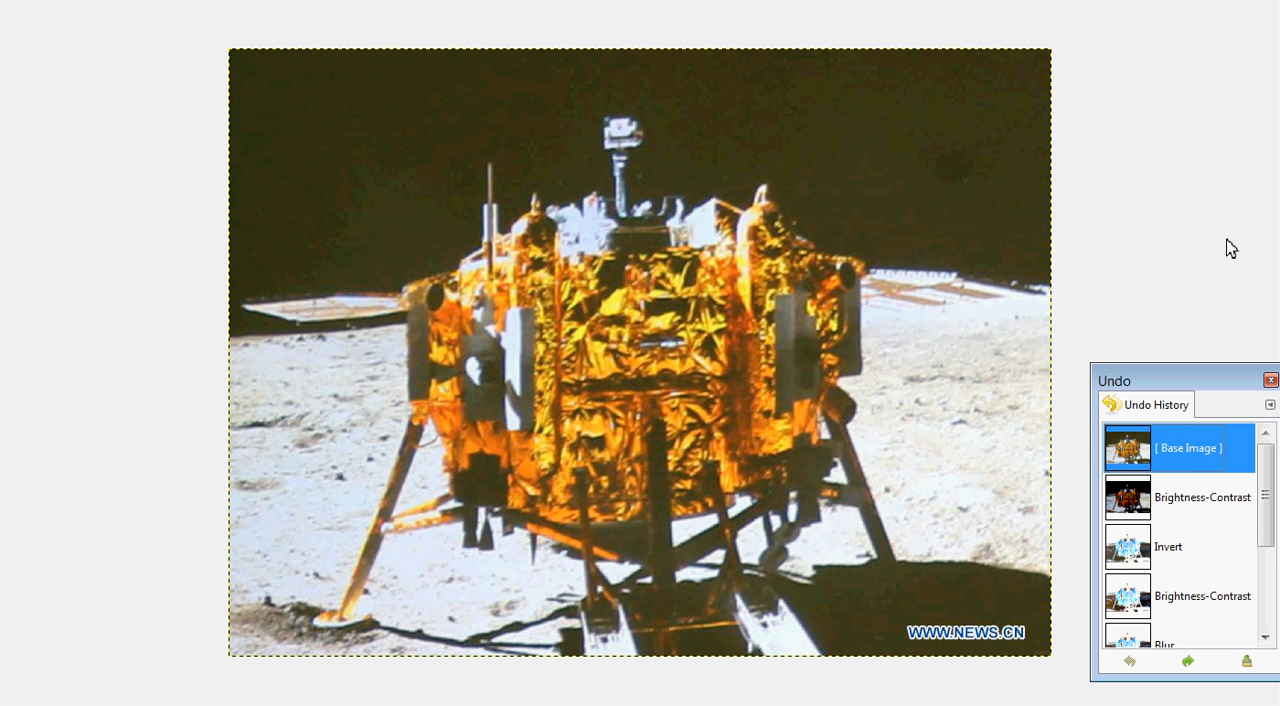 WWW.NEWS.CN
Undo
Undo History
[ Base Image ]
Brightness-Contrast
Invert
Brightness-Contrast
Blur